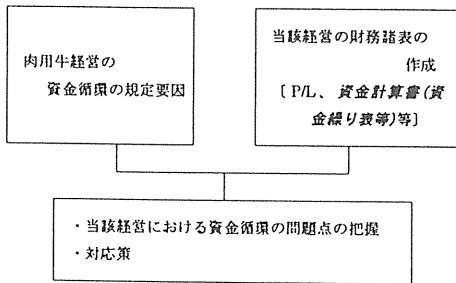 肉用牛経営の
資金循環の規定要因
当該経営の財務諸表の
作成
〔 P/L、資金計算書(資
金繰り表等)等〕
・当該経営における資金循環の問題点の把握
・対応策